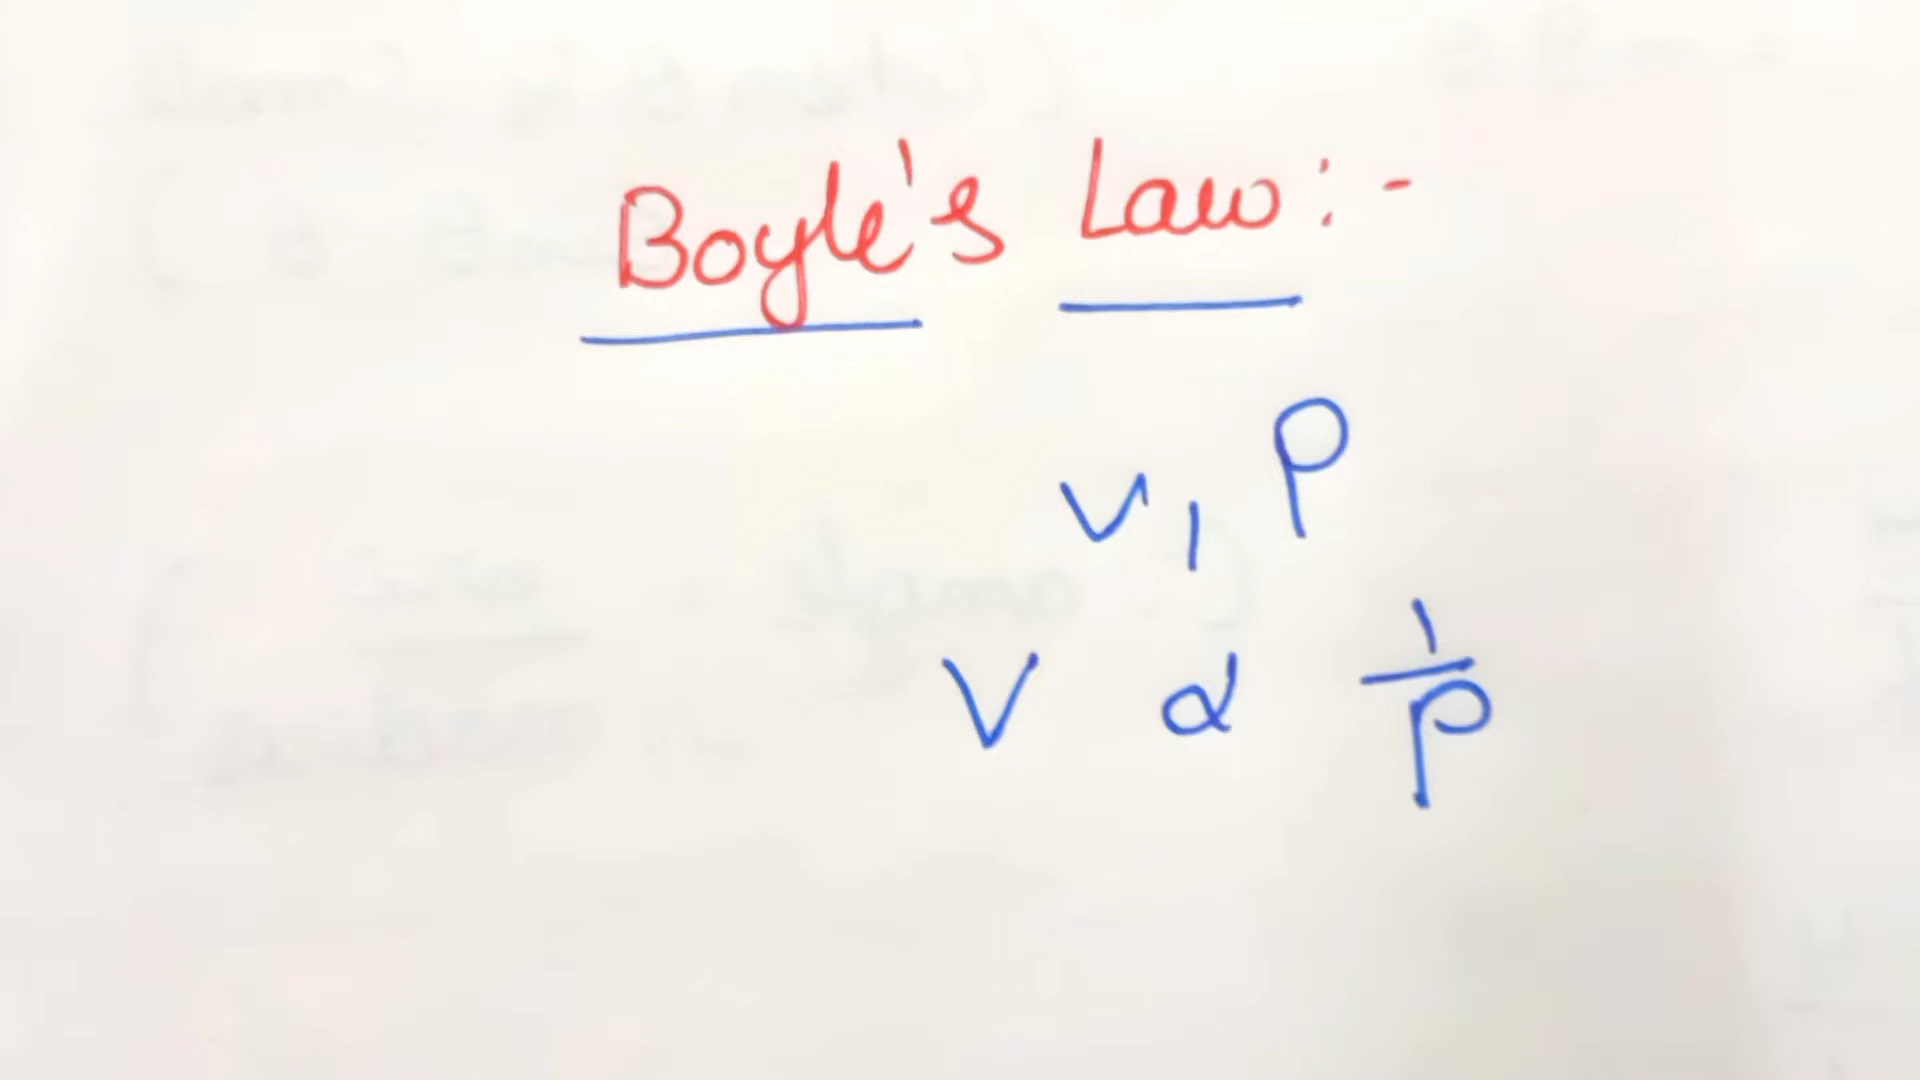 Boyle's Law :-
V, P
V α 1/P